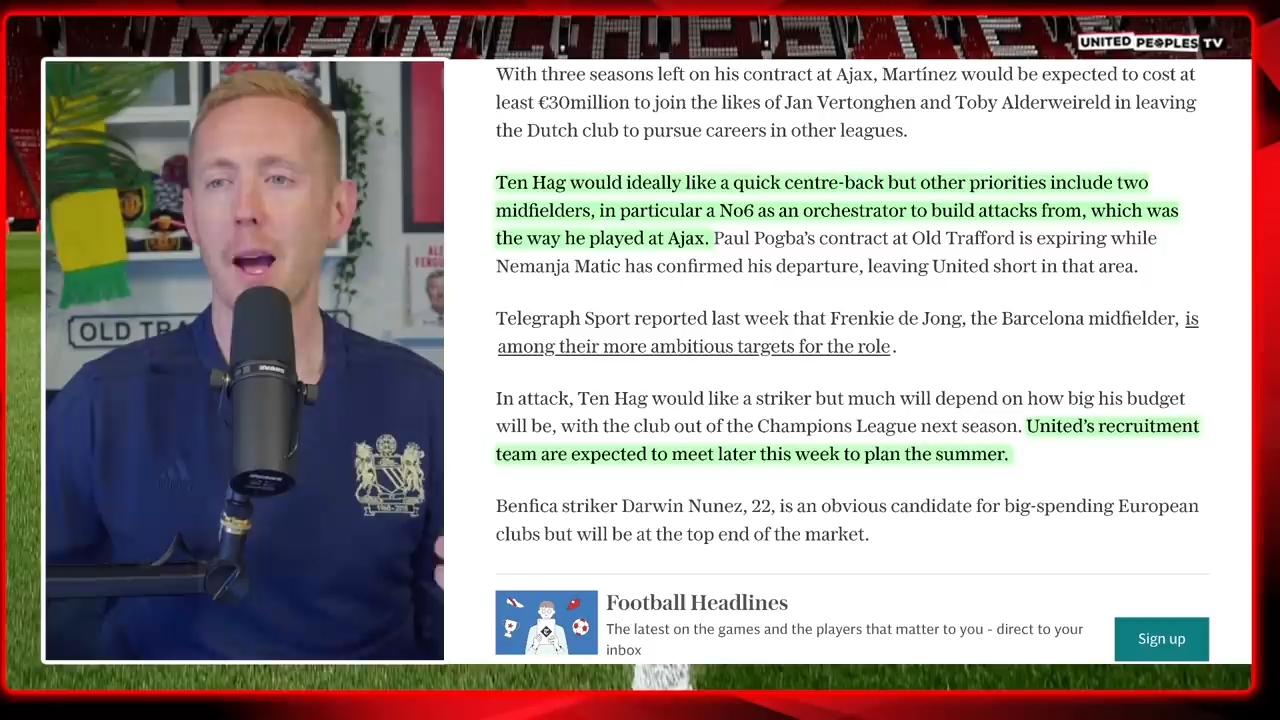 MANCHESTER
UNITED PEOPLES TV
With three seasons left on his contract at Ajax, Martínez would be expected to cost at
least €30million to join the likes of Jan Vertonghen and Toby Alderweireld in leaving
the Dutch club to pursue careers in other leagues.
Ten Hag would ideally like a quick centre-back but other priorities include two
midfielders, in particular a No6 as an orchestrator to build attacks from, which was
the way he played at Ajax. Paul Pogba’s contract at Old Trafford is expiring while
Nemanja Matic has confirmed his departure, leaving United short in that area.
Telegraph Sport reported last week that Frenkie de Jong, the Barcelona midfielder, is
among their more ambitious targets for the role.
In attack, Ten Hag would like a striker but much will depend on how big his budget
will be, with the club out of the Champions League next season. United’s recruitment
team are expected to meet later this week to plan the summer.
Benfica striker Darwin Nunez, 22, is an obvious candidate for big-spending European
clubs but will be at the top end of the market.
Football Headlines
The latest on the games and the players that matter to you - direct to your
inbox
Sign up
OLD TRA